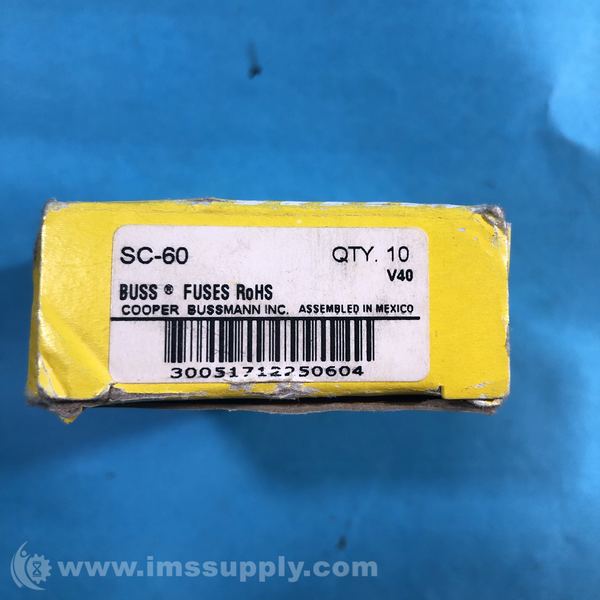 SC-60 QTY. 10
V40
BUSS ® FUSES RoHS
COOPER BUSSMANN INC. ASSEMBLED IN MEXICO
30051712250604
www.imssupply.com